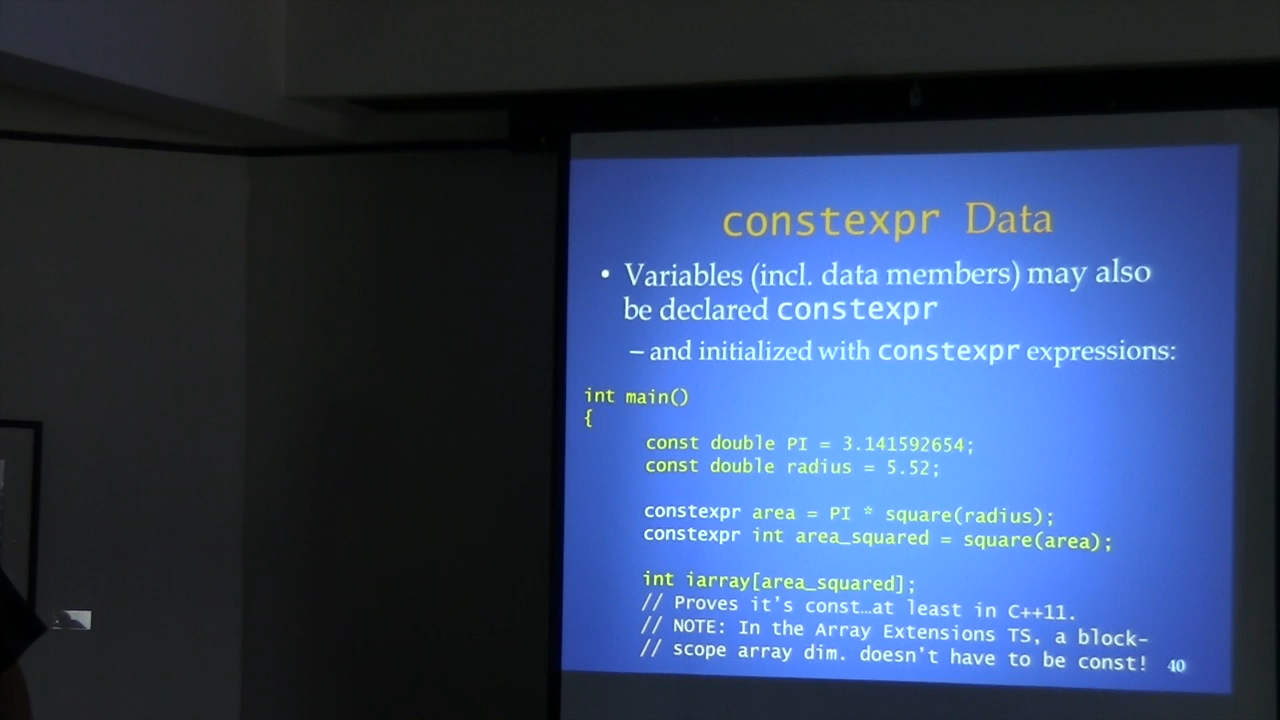 constexpr Data
• Variables (incl. data members) may also
be declared constexpr
– and initialized with constexpr expressions:
int main()
{
const double PI = 3.141592654;
const double radius = 5.52;
constexpr area = PI * square(radius);
constexpr int area_squared = square(area);
int iarray[area_squared];
// Proves it's const…at least in C++11.
// NOTE: In the Array Extensions TS, a block-
// scope array dim. doesn't have to be const!
40